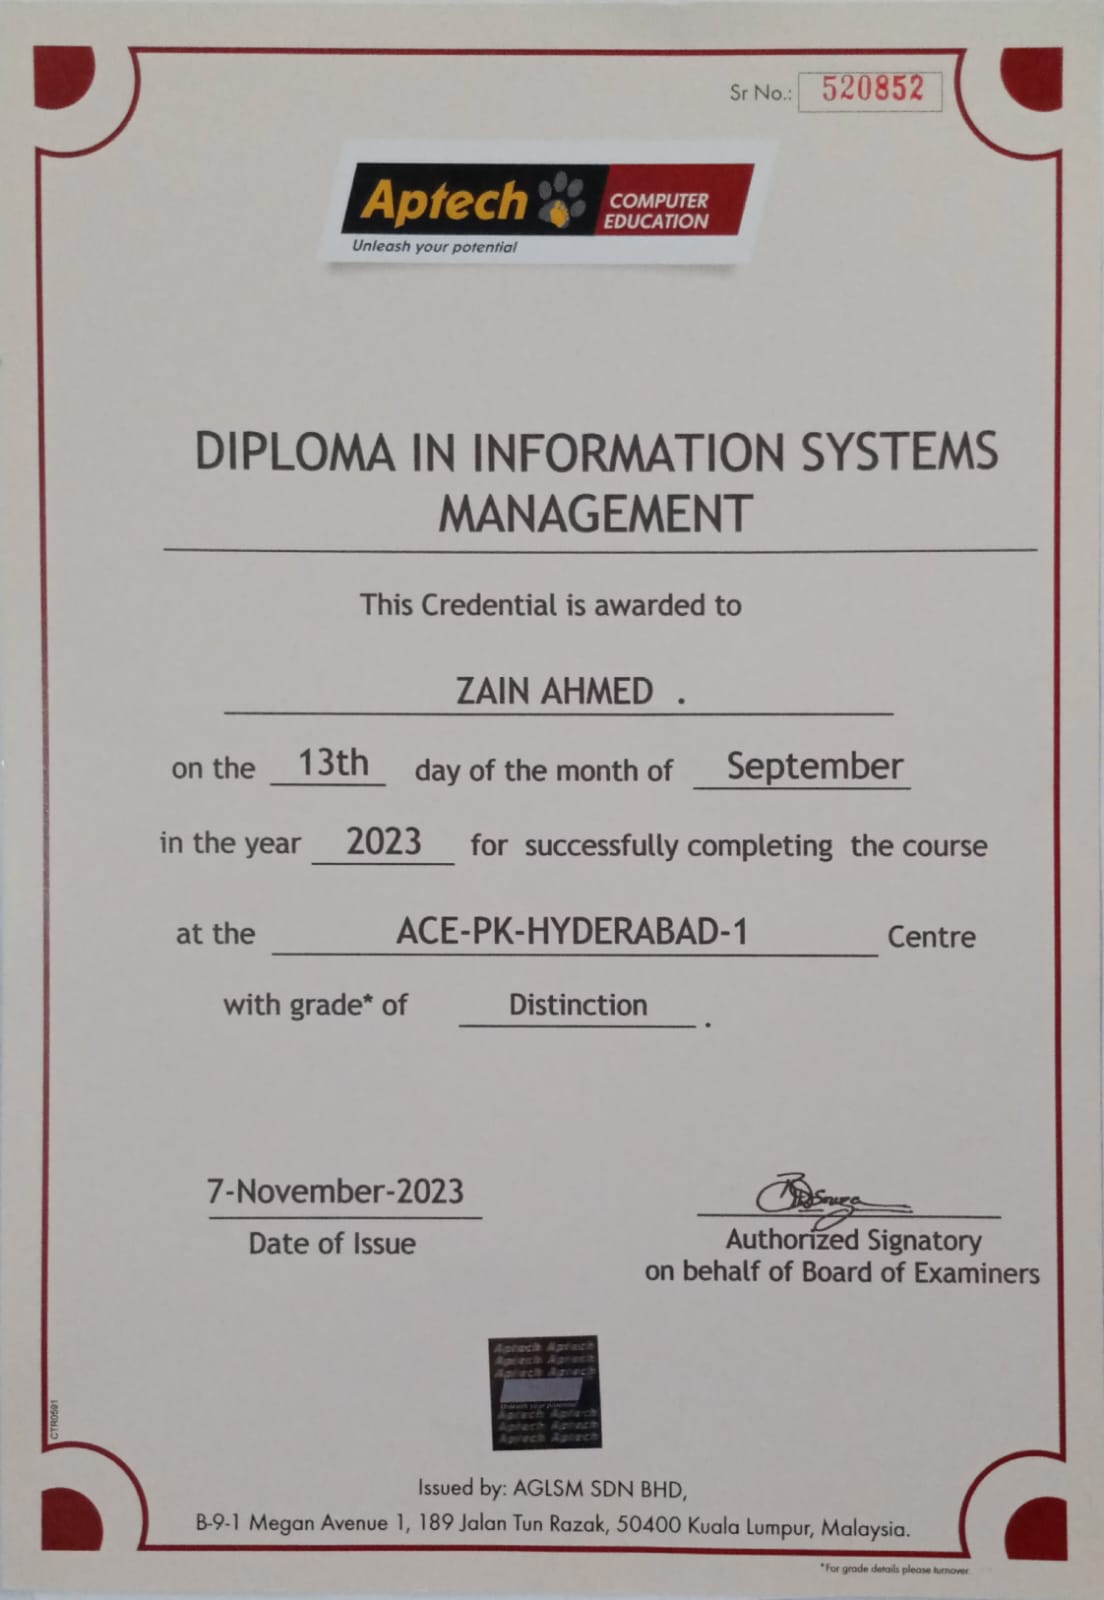 Sr No.: 520852
Aptech COMPUTER EDUCATION
Unleash your potential
DIPLOMA IN INFORMATION SYSTEMS
MANAGEMENT
This Credential is awarded to
ZAIN AHMED .
on the 13th day of the month of September
in the year 2023 for successfully completing the course
at the ACE-PK-HYDERABAD-1 Centre
with grade* of Distinction .
7-November-2023
Date of Issue
Authorized Signatory
on behalf of Board of Examiners
Aptech Aptech
Aptech Aptech
Aptech Aptech
Unleash your potential
Aptech Aptech
Aptech Aptech
Aptech Aptech
CTR0591
Issued by: AGLSM SDN BHD,
B-9-1 Megan Avenue 1, 189 Jalan Tun Razak, 50400 Kuala Lumpur, Malaysia.
*For grade details please turnover.